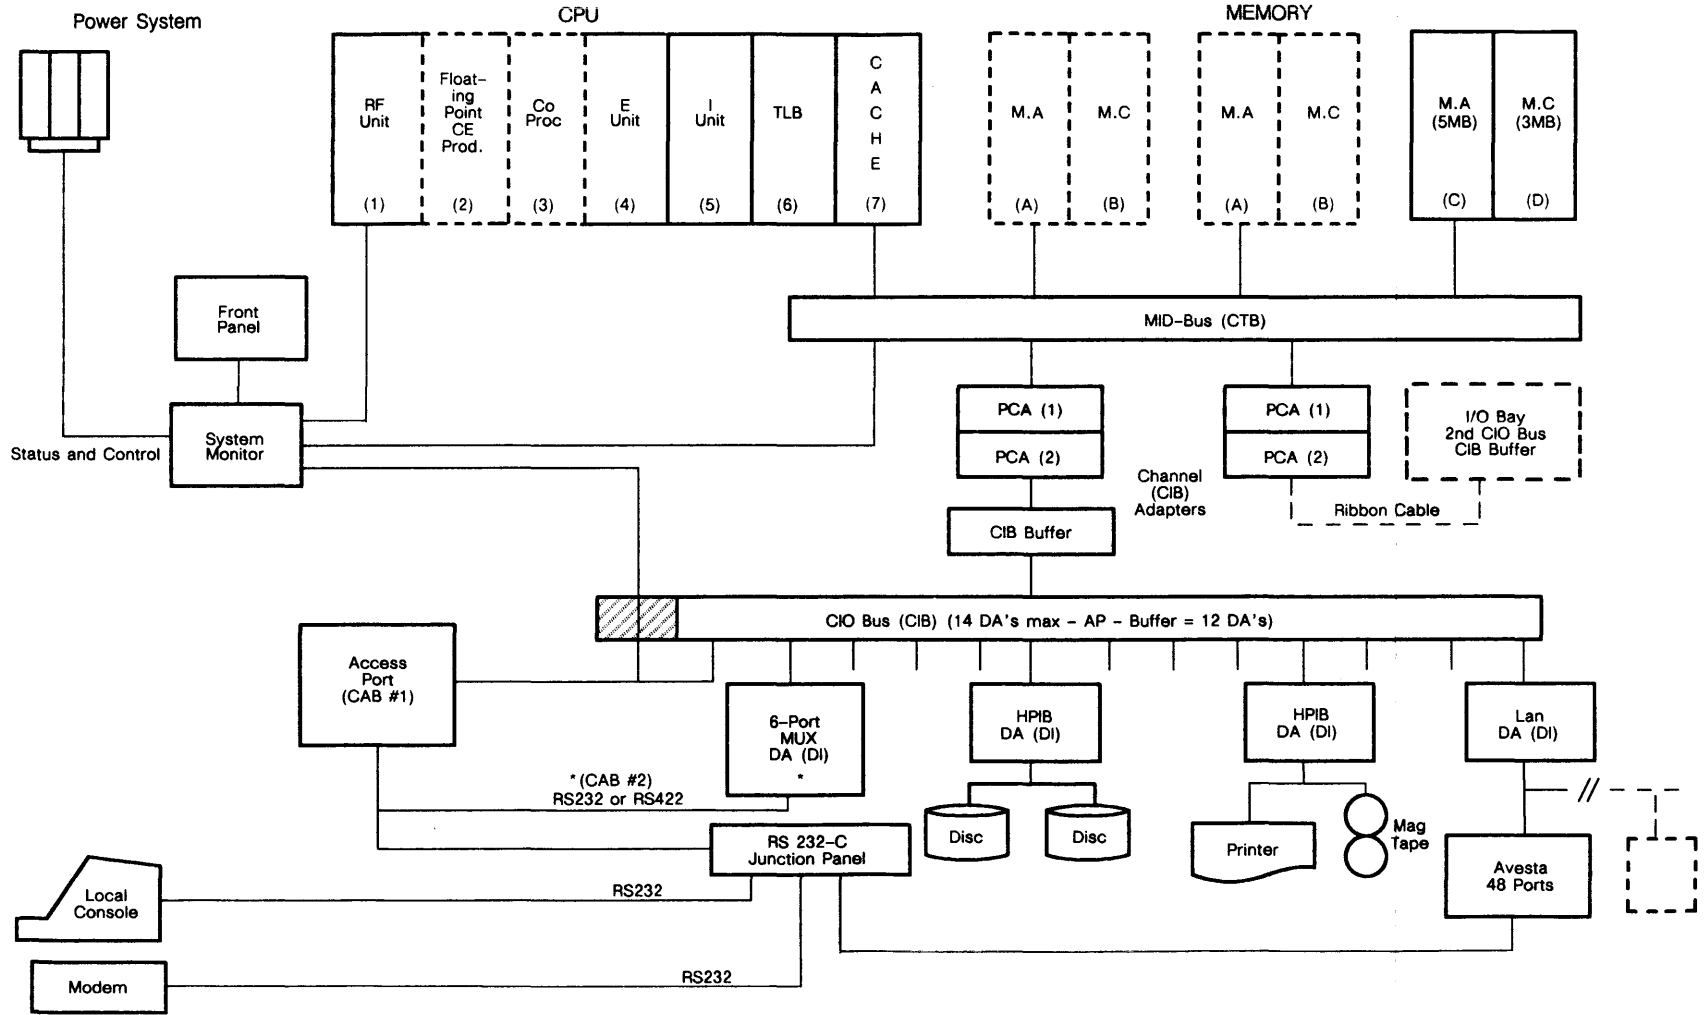 Power System
CPU
MEMORY
RF
Unit
(1)
Float-
ing
Point
CE
Prod.
(2)
Co
Proc
(3)
E
Unit
(4)
I
Unit
(5)
TLB
(6)
C
A
C
H
E
(7)
M.A
(A)
M.C
(B)
M.A
(A)
M.C
(B)
M.A
(5MB)
(C)
M.C
(3MB)
(D)
Front
Panel
MID-Bus (CTB)
System
Monitor
Status and Control
PCA (1)
PCA (2)
PCA (1)
PCA (2)
I/O Bay
2nd CIO Bus
CIB Buffer
Channel
(CIB)
Adapters
Ribbon Cable
CIB Buffer
CIO Bus (CIB) (14 DA's max - AP - Buffer = 12 DA's)
Access
Port
(CAB #1)
6-Port
MUX
DA (DI)
*
HPIB
DA (DI)
HPIB
DA (DI)
Lan
DA (DI)
*(CAB #2)
RS232 or RS422
RS 232-C
Junction Panel
Disc
Disc
Printer
Mag
Tape
Avesta
48 Ports
Local
Console
RS232
Modem
RS232